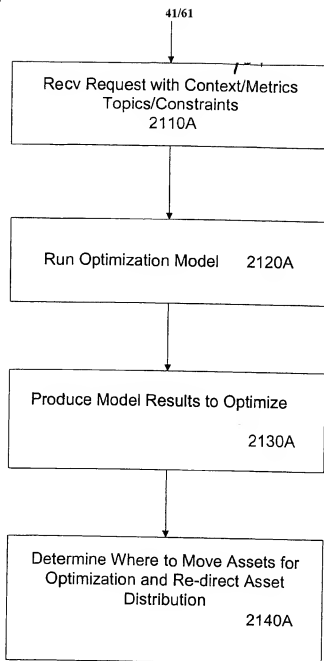 41/61
Recv Request with Context/Metrics
Topics/Constraints
2110A
Run Optimization Model 2120A
Produce Model Results to Optimize
2130A
Determine Where to Move Assets for
Optimization and Re-direct Asset
Distribution
2140A